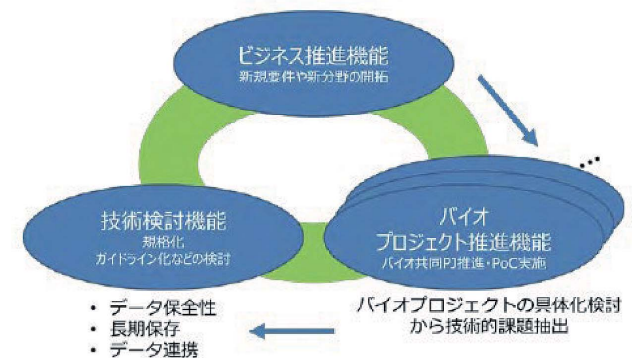 ビジネス推進機能
新規要件や新分野の開拓
技術検討機能
規格化
ガイドライン化などの検討
バイオ
プロジェクト推進機能
バイオ共同PJ推進・PoC実施
…
• データ保全性
• 長期保存
• データ連携
バイオプロジェクトの具体化検討
から技術的課題抽出